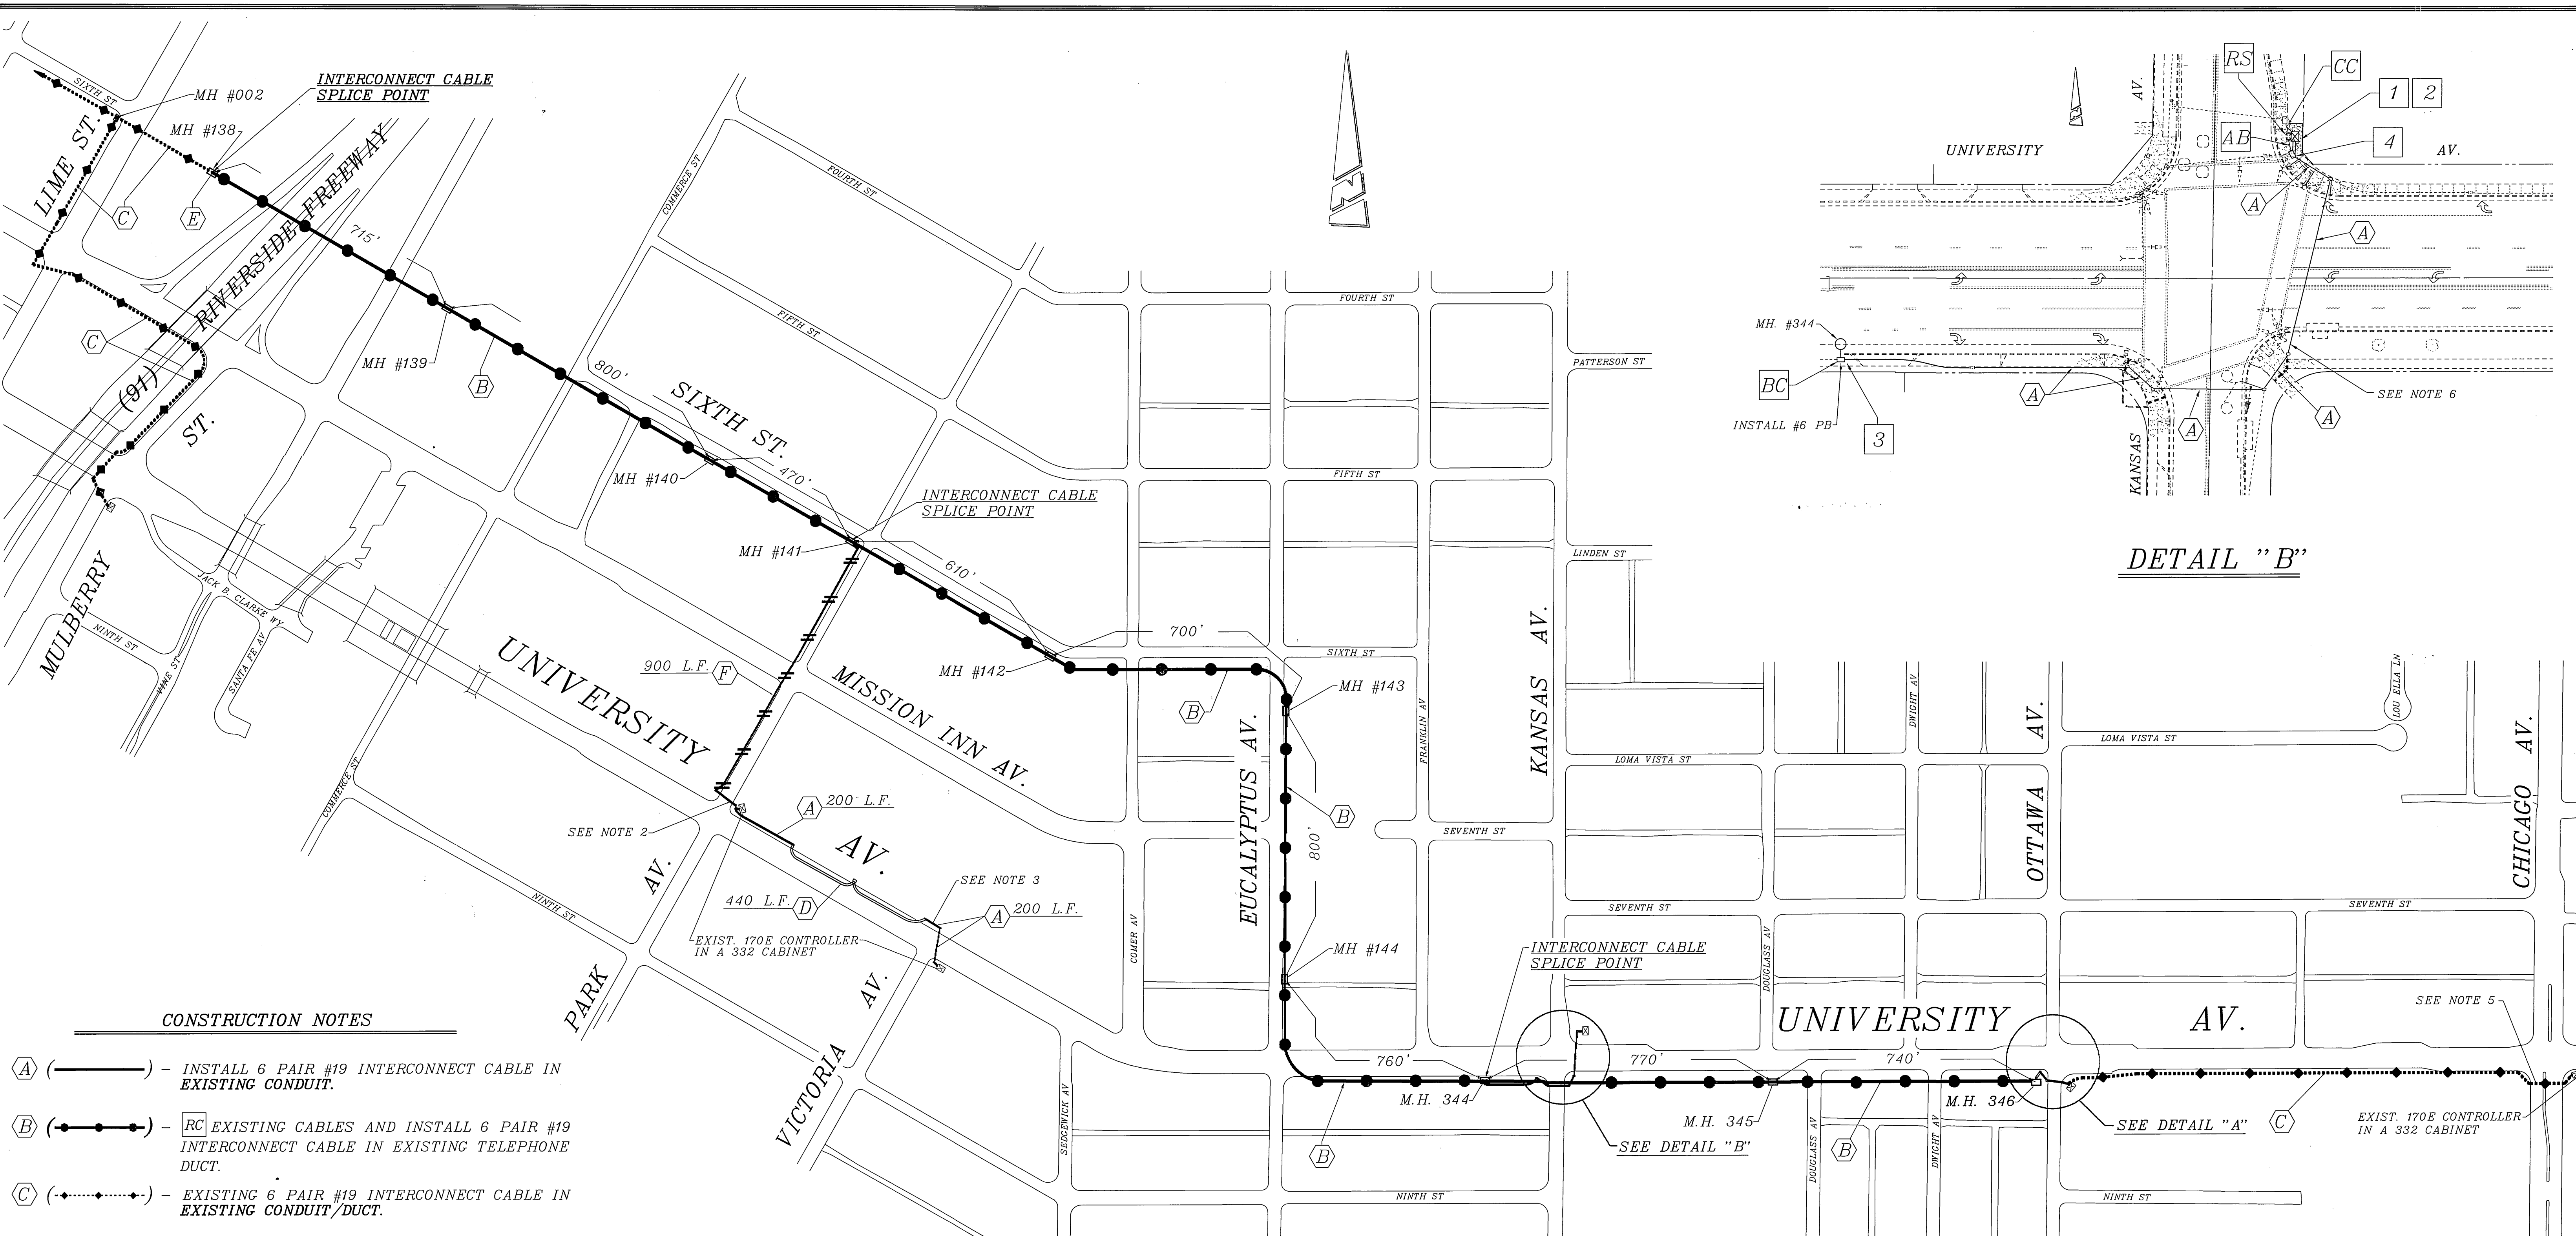 SIXTH ST
MH #002
INTERCONNECT CABLE
SPLICE POINT
MH #138
LIME ST.
C
E
RIVERSIDE FREEWAY
(91)
715'
C
MH #139
B
ST.
MULBERRY
NINTH ST
VINE ST
JACK B. CLARKE WY
SANTA FE AV
COMMERCE ST
FOURTH ST
FIFTH ST
800'
SIXTH ST.
MH #140
470'
INTERCONNECT CABLE
SPLICE POINT
MH #141
610'
900 L.F.
F
MH #142
700'
UNIVERSITY
AV.
MISSION INN AV.
COMMERCE ST
SEE NOTE 2
A
200 L.F.
SEE NOTE 3
440 L.F.
D
A
200 L.F.
EXIST. 170E CONTROLLER
IN A 332 CABINET
NINTH ST
PARK
AV.
VICTORIA
AV.
N
FOURTH ST
FIFTH ST
SIXTH ST
PATTERSON ST
LINDEN ST
MH #143
B
EUCALYPTUS AV.
B
800'
FRANKLIN AV
KANSAS AV.
LOMA VISTA ST
SEVENTH ST
COMER AV
MH #144
SEDGEWICK AV
760'
M.H. 344
B
INTERCONNECT CABLE
SPLICE POINT
SEVENTH ST
DOUGLASS AV
DWIGHT AV
OTTAWA AV.
LOMA VISTA ST
LOU ELLA LN
CHICAGO AV.
SEVENTH ST
UNIVERSITY AV.
770'
740'
M.H. 345
M.H. 346
SEE DETAIL "B"
B
DOUGLASS AV
DWIGHT AV
SEE DETAIL "A"
C
SEE NOTE 5
EXIST. 170E CONTROLLER
IN A 332 CABINET
NINTH ST
NINTH ST
RS
CC
1 2
AB
4
AV.
UNIVERSITY
AV.
A
A
MH. #344
BC
INSTALL #6 PB
3
A
A
A
SEE NOTE 6
KANSAS
DETAIL "B"
CONSTRUCTION NOTES
A ( ) - INSTALL 6 PAIR #19 INTERCONNECT CABLE IN
EXISTING CONDUIT.
B ( ) - RC EXISTING CABLES AND INSTALL 6 PAIR #19
INTERCONNECT CABLE IN EXISTING TELEPHONE
DUCT.
C ( ) - EXISTING 6 PAIR #19 INTERCONNECT CABLE IN
EXISTING CONDUIT/DUCT.